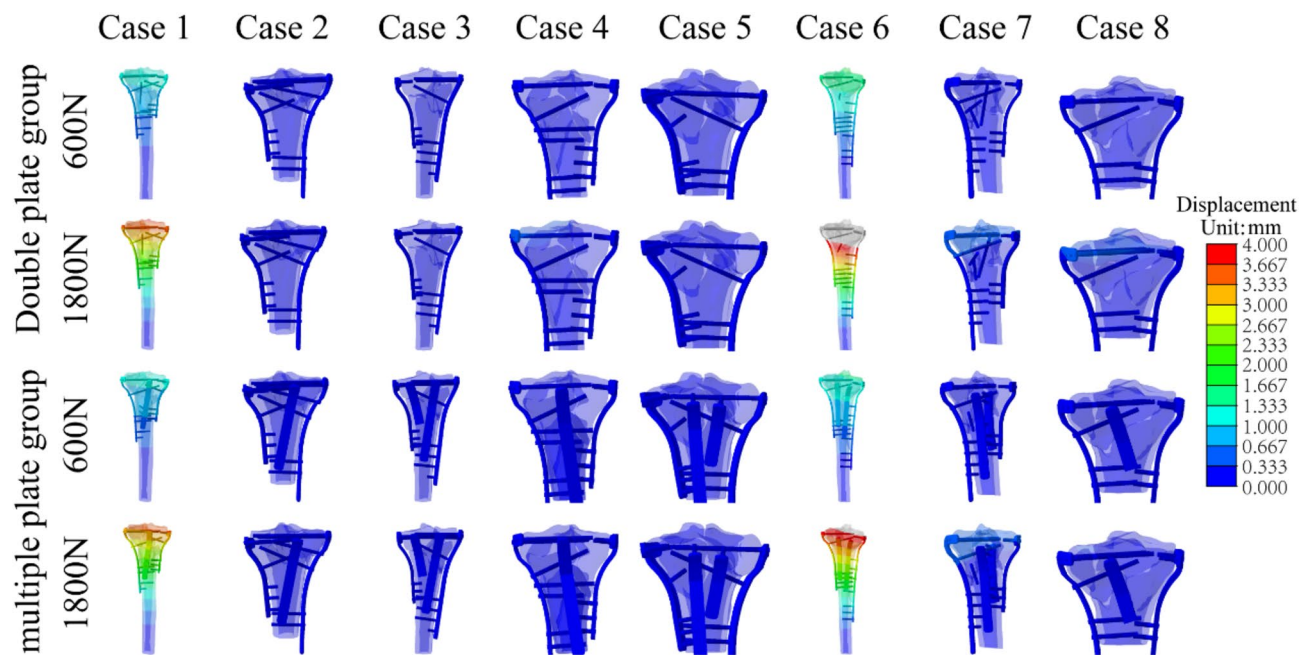 Case 1 Case 2 Case 3 Case 4 Case 5 Case 6 Case 7 Case 8
Double plate group
600N
1800N
multiple plate group
600N
1800N
Displacement
Unit:mm
4.000
3.667
3.333
3.000
2.667
2.333
2.000
1.667
1.333
1.000
0.667
0.333
0.000